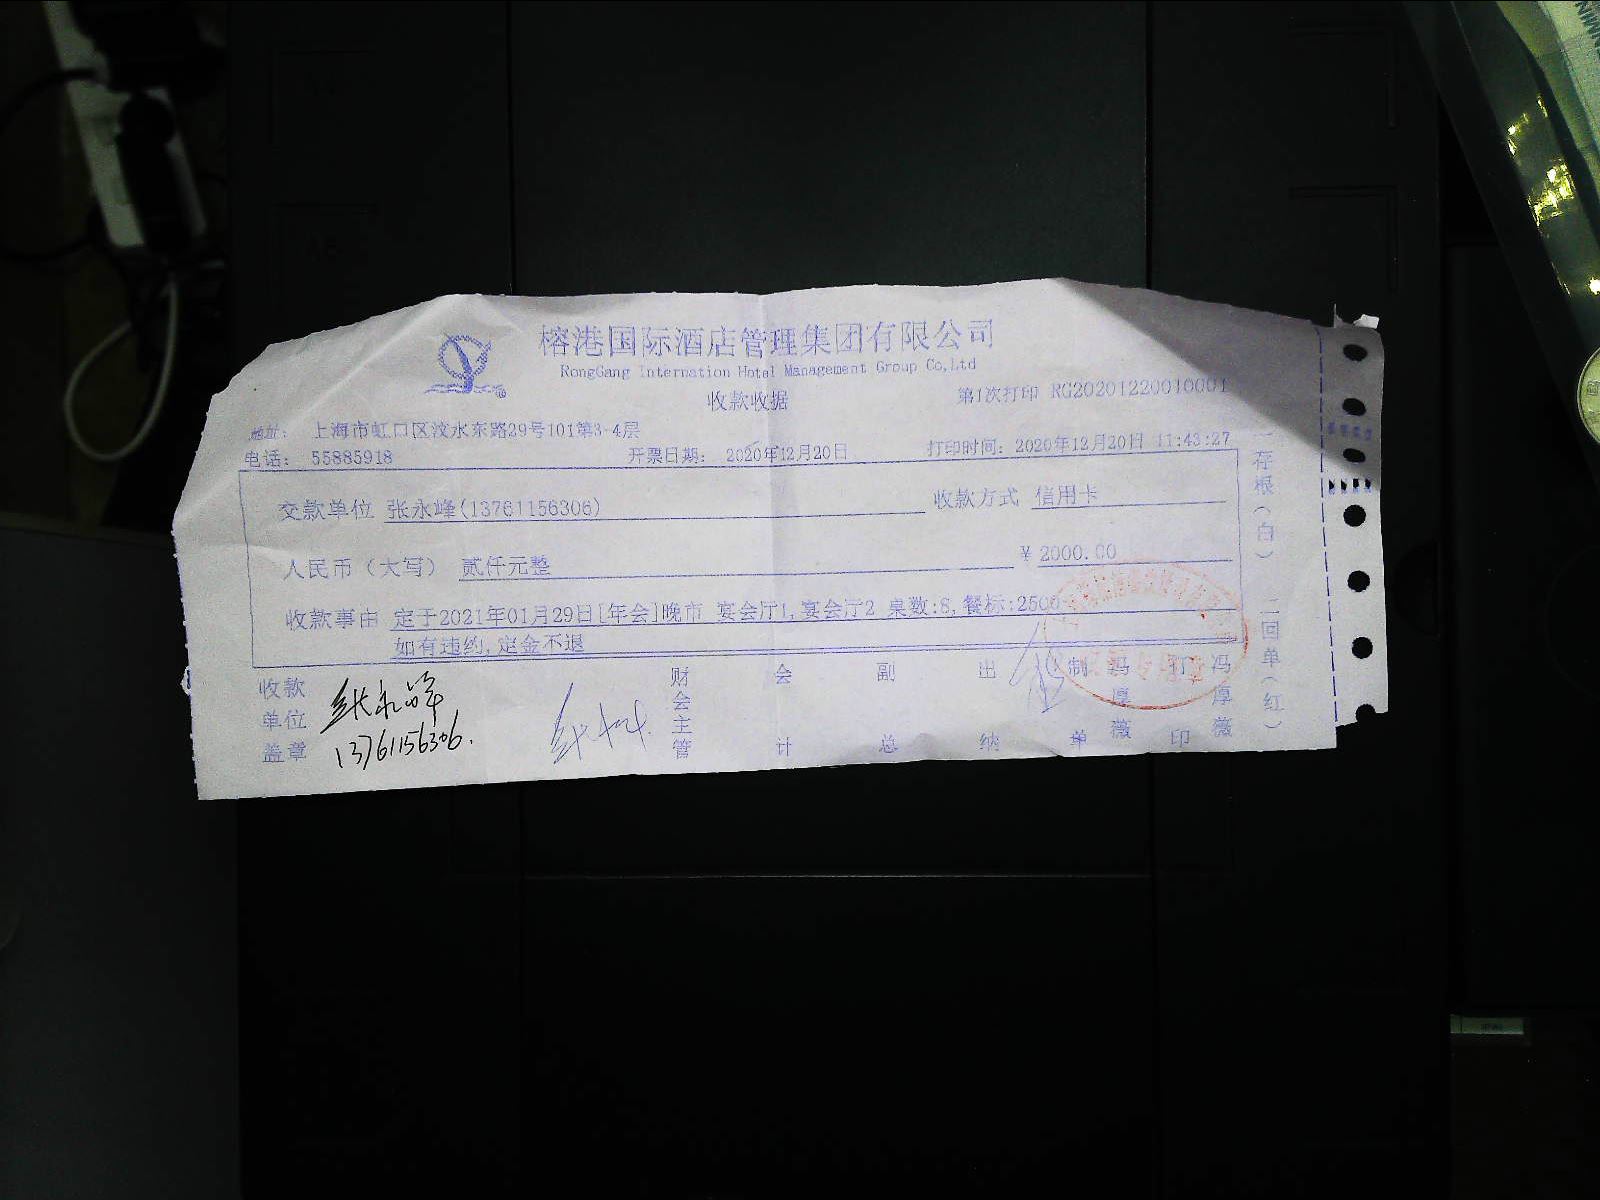 榕港国际酒店管理集团有限公司
RongGang Internation Hotel Management Group Co,Ltd
收款收据
第1次打印 RG20201220010001
地址： 上海市虹口区汶水东路29号101第3-4层
电话： 55885918 开票日期： 2020年12月20日 打印时间：2020年12月20日 11:43:27
交款单位 张永峰(13761156306) 收款方式 信用卡
人民币（大写） 贰仟元整 ￥2000.00
收款事由 定于2021年01月29日[年会]晚市 宴会厅1,宴会厅2 桌数:8,餐标:2500
如有违约,定金不退
收款单位盖章
张永峰
13761156306.
财会主管 会计 副总 出纳 制单 冯厚薇 打印 冯厚薇
一存根（白） 二回单（红）